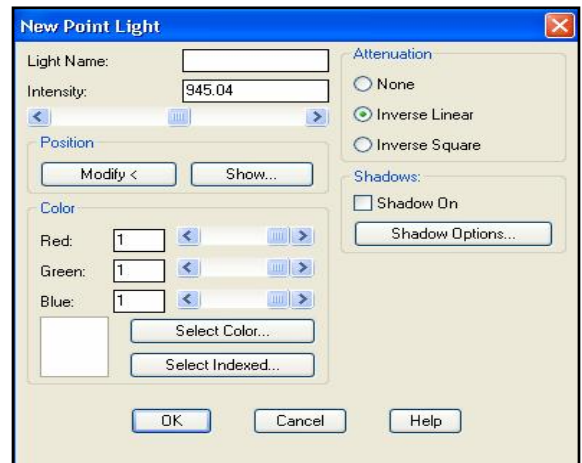 New Point Light
Light Name:
Intensity: 945.04
Position
Modify < Show...
Color
Red: 1
Green: 1
Blue: 1
Select Color...
Select Indexed...
Attenuation
None
Inverse Linear
Inverse Square
Shadows:
Shadow On
Shadow Options...
OK Cancel Help